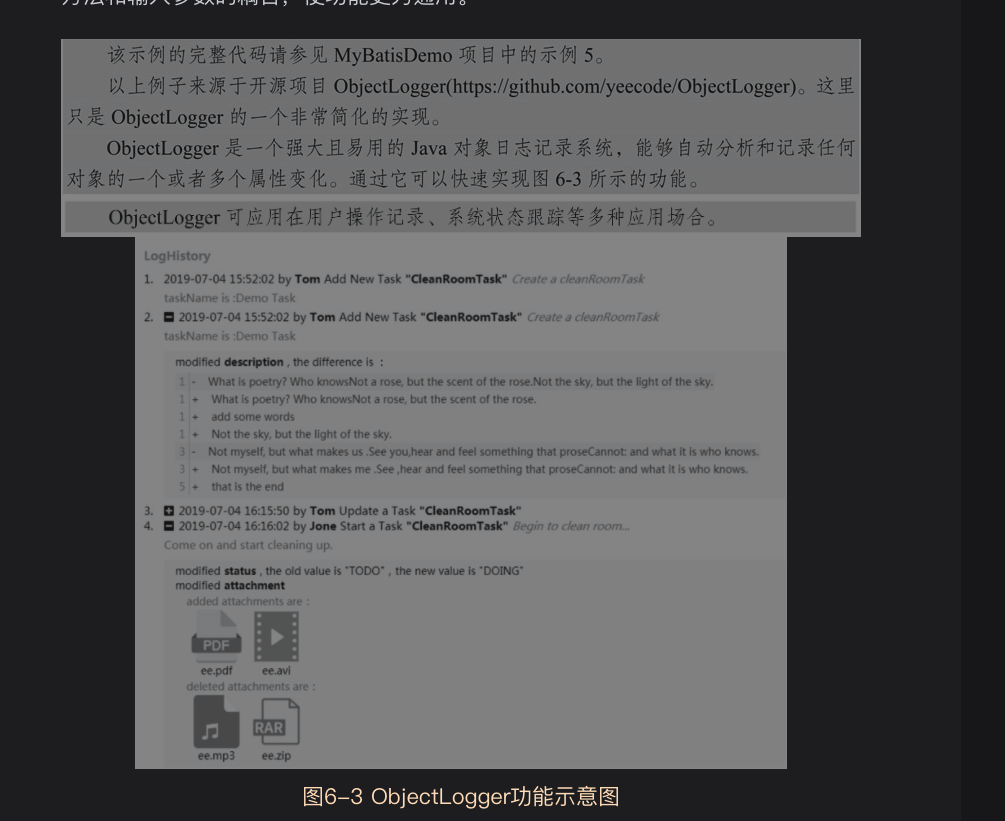 方法和输入参数的耦合，使功能更为通用。
该示例的完整代码请参见 MyBatisDemo 项目中的示例 5。
以上例子来源于开源项目 ObjectLogger(https://github.com/yeecode/ObjectLogger)。这里
只是 ObjectLogger 的一个非常简化的实现。
ObjectLogger 是一个强大且易用的 Java 对象日志记录系统，能够自动分析和记录任何
对象的一个或者多个属性变化。通过它可以快速实现图 6-3 所示的功能。
ObjectLogger 可应用在用户操作记录、系统状态跟踪等多种应用场合。
LogHistory
1. 2019-07-04 15:52:02 by Tom Add New Task "CleanRoomTask" Create a cleanRoomTask
taskName is :Demo Task
2. 2019-07-04 15:52:02 by Tom Add New Task "CleanRoomTask" Create a cleanRoomTask
taskName is :Demo Task
modified description , the difference is :
1 - What is poetry? Who knowsNot a rose, but the scent of the rose.Not the sky, but the light of the sky.
1 + What is poetry? Who knowsNot a rose, but the scent of the rose.
1 + add some words
1 + Not the sky, but the light of the sky.
3 - Not myself, but what makes us .See you,hear and feel something that proseCannot: and what it is who knows.
3 + Not myself, but what makes me .See ,hear and feel something that proseCannot: and what it is who knows.
5 + that is the end
3. 2019-07-04 16:15:50 by Tom Update a Task "CleanRoomTask"
4. 2019-07-04 16:16:02 by Jone Start a Task "CleanRoomTask" Begin to clean room...
Come on and start cleaning up.
modified status , the old value is "TODO" , the new value is "DOING"
modified attachment
added attachments are :
PDF
ee.pdf ee.avi
deleted attachments are :
RAR
ee.mp3 ee.zip
图6-3 ObjectLogger功能示意图